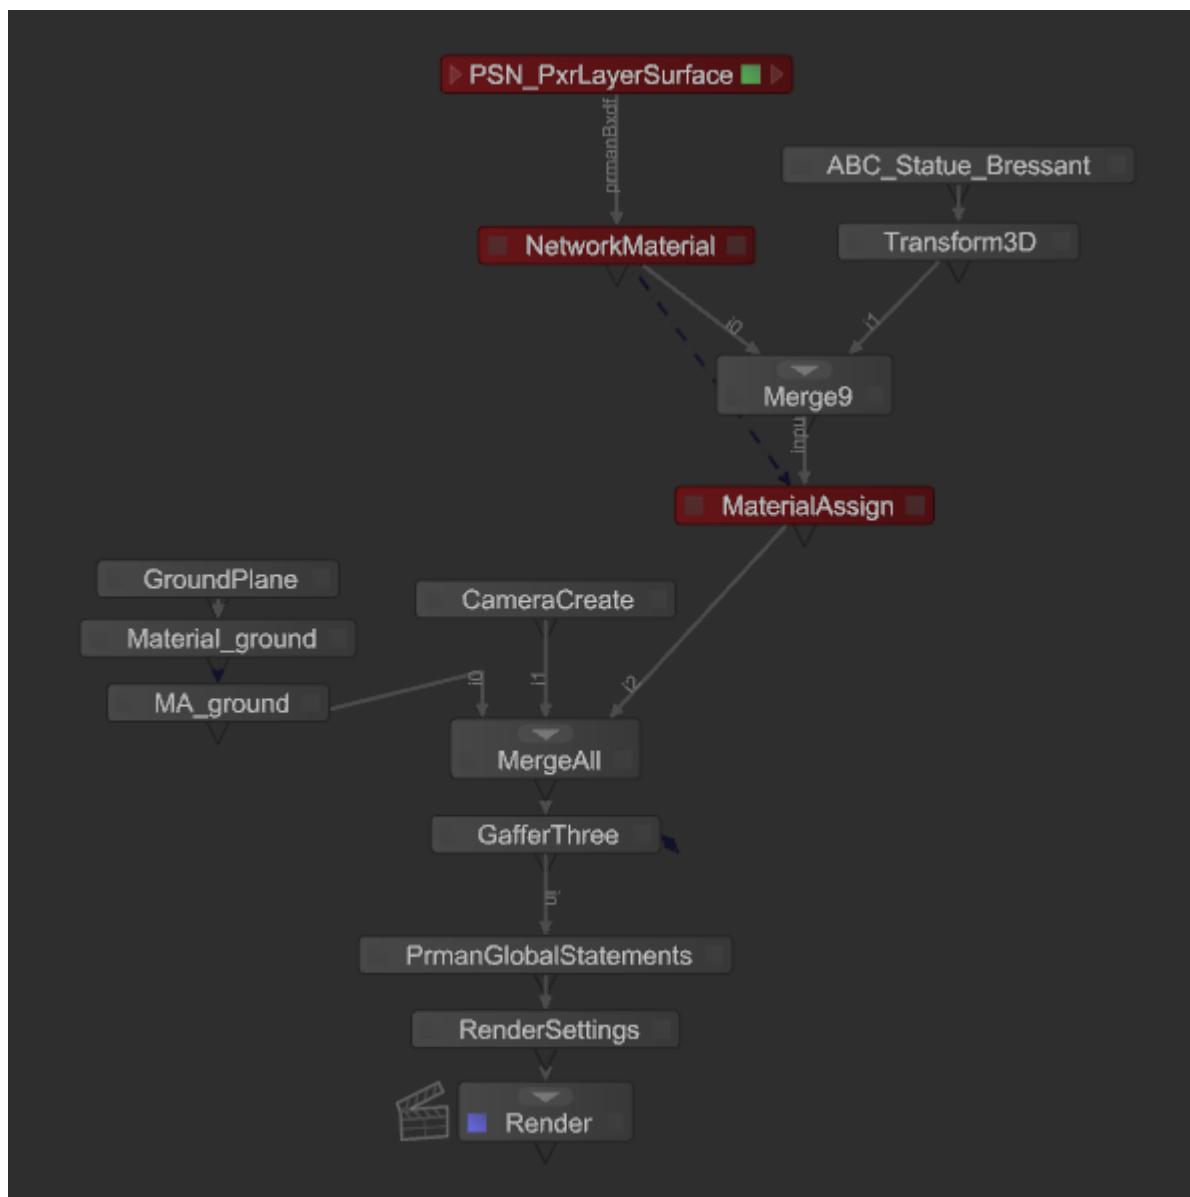 PSN_PxrLayerSurface
prmanBxdf
ABC_Statue_Bressant
NetworkMaterial
Transform3D
i0
i1
Merge9
input
MaterialAssign
GroundPlane
CameraCreate
Material_ground
MA_ground
i0
i1
i2
MergeAll
GafferThree
in
PrmanGlobalStatements
RenderSettings
Render